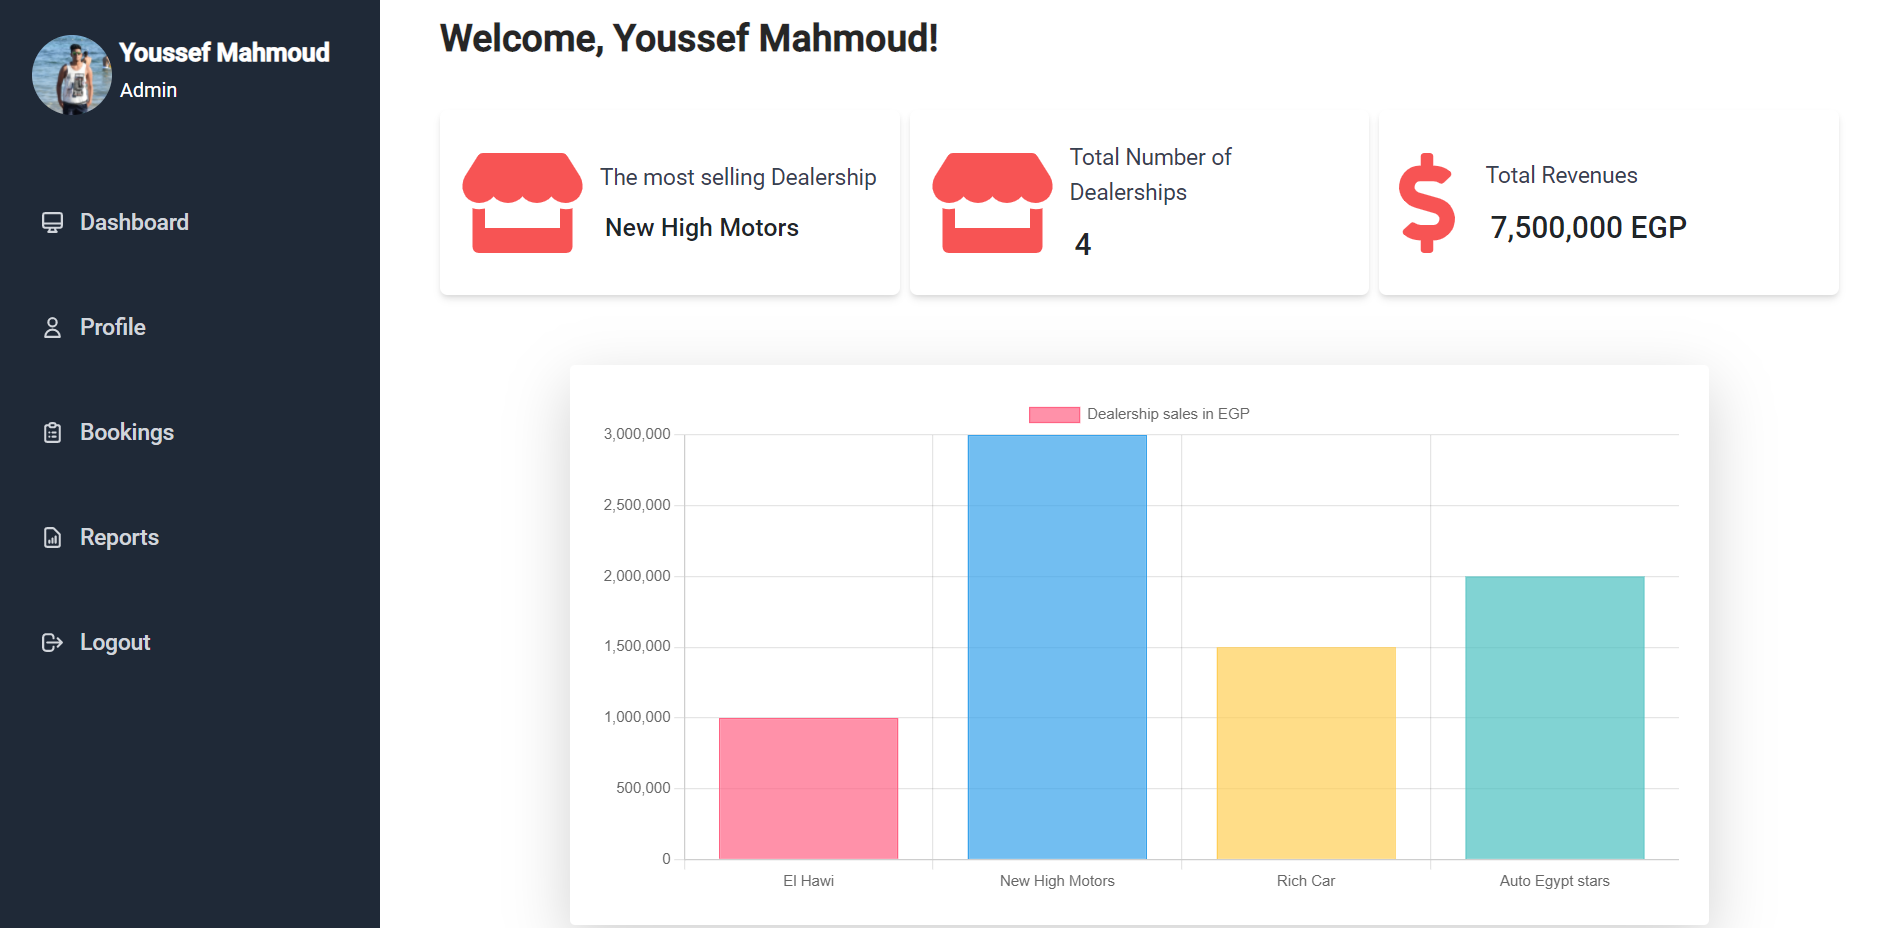 Youssef Mahmoud
Admin
Dashboard
Profile
Bookings
Reports
Logout
Welcome, Youssef Mahmoud!
The most selling Dealership
New High Motors
Total Number of
Dealerships
4
Total Revenues
7,500,000 EGP
Dealership sales in EGP
3,000,000
2,500,000
2,000,000
1,500,000
1,000,000
500,000
0
El Hawi
New High Motors
Rich Car
Auto Egypt stars